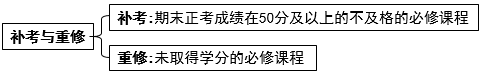 补考:期末正考成绩在50分及以上的不及格的必修课程
补考与重修
重修:未取得学分的必修课程